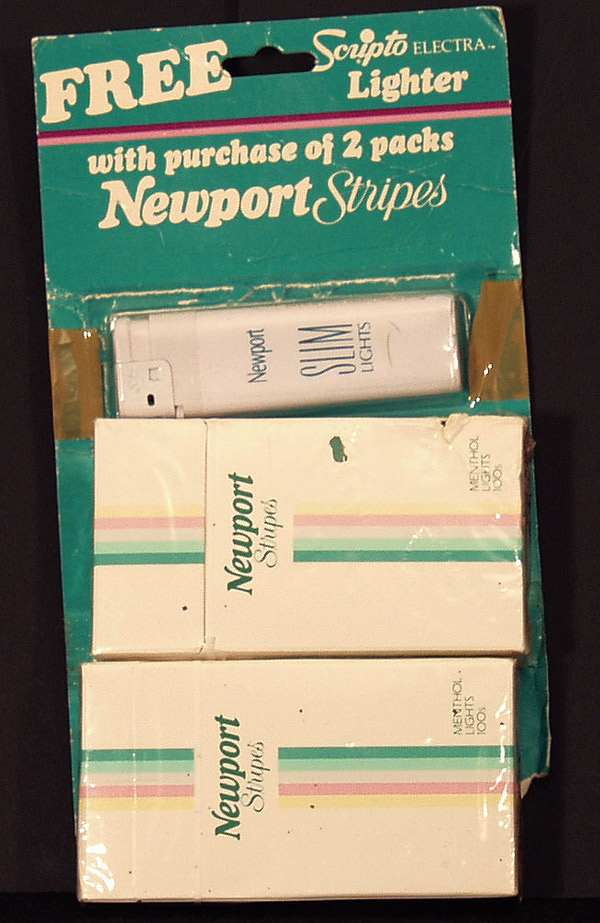 FREE Scripto ELECTRA™
Lighter
with purchase of 2 packs
Newport Stripes
Newport
SLIM
LIGHTS
Newport
Stripes
MENTHOL
LIGHTS
100s
Newport
Stripes
MENTHOL
LIGHTS
100s